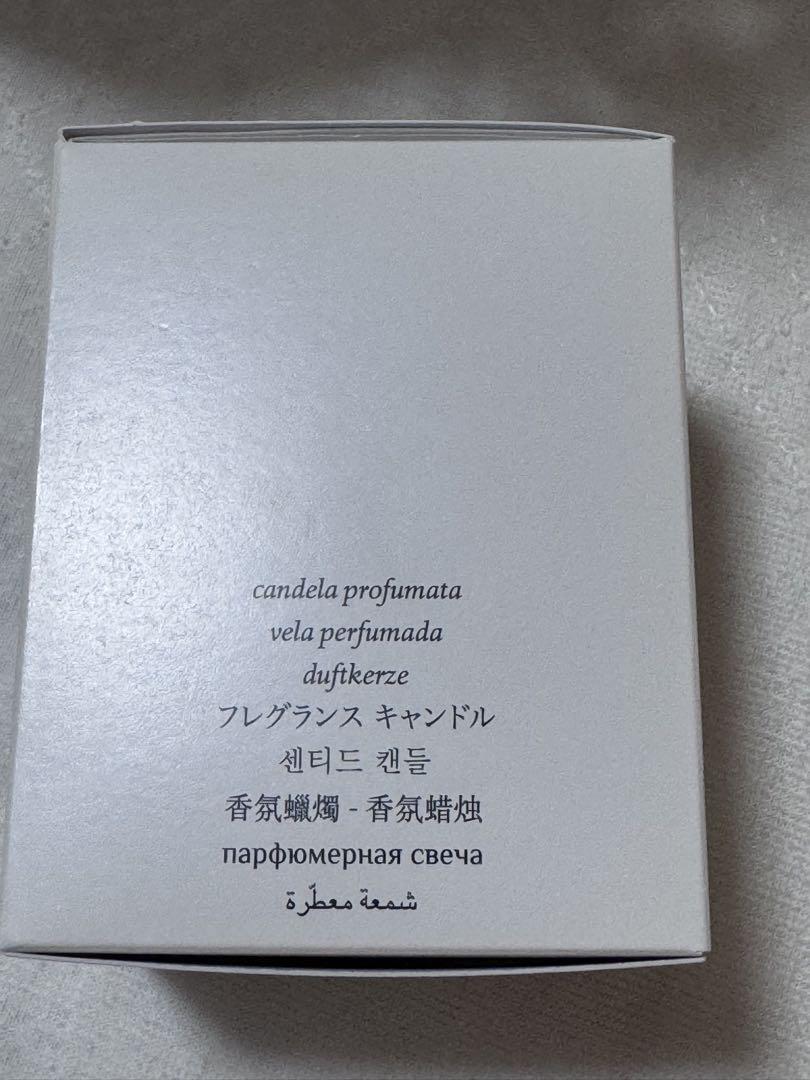 candela profumata
vela perfumada
duftkerze
フレグランス キャンドル
센티드 캔들
香氛蠟燭 - 香氛蜡烛
парфюмерная свеча
شمعة معطّرة